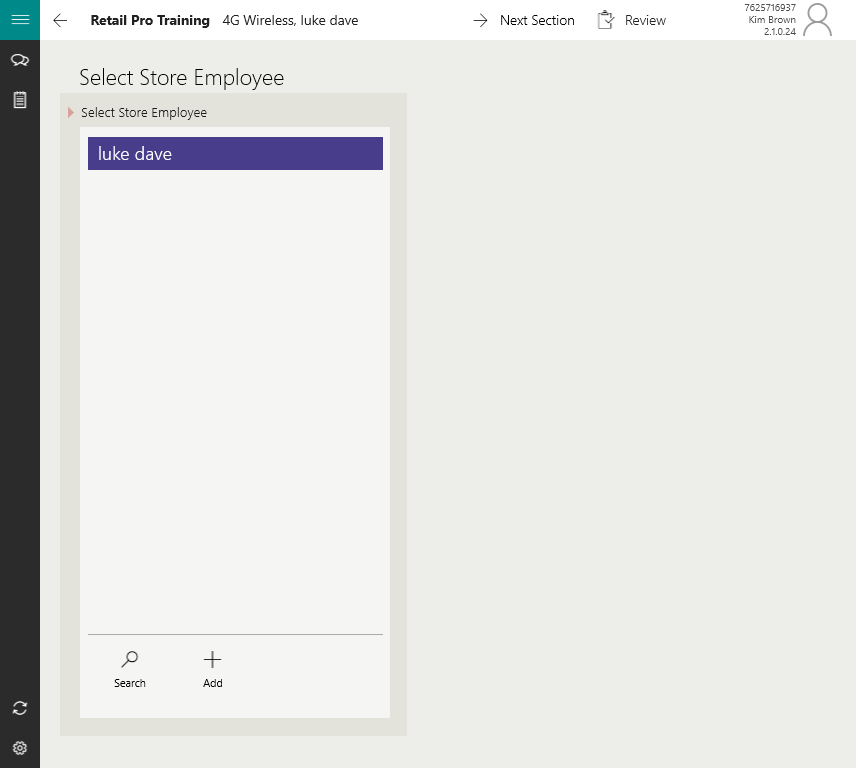 Retail Pro Training 4G Wireless, luke dave
Next Section
Review
7625716937
Kim Brown
2.1.0.24
Select Store Employee
Select Store Employee
luke dave
Search
Add